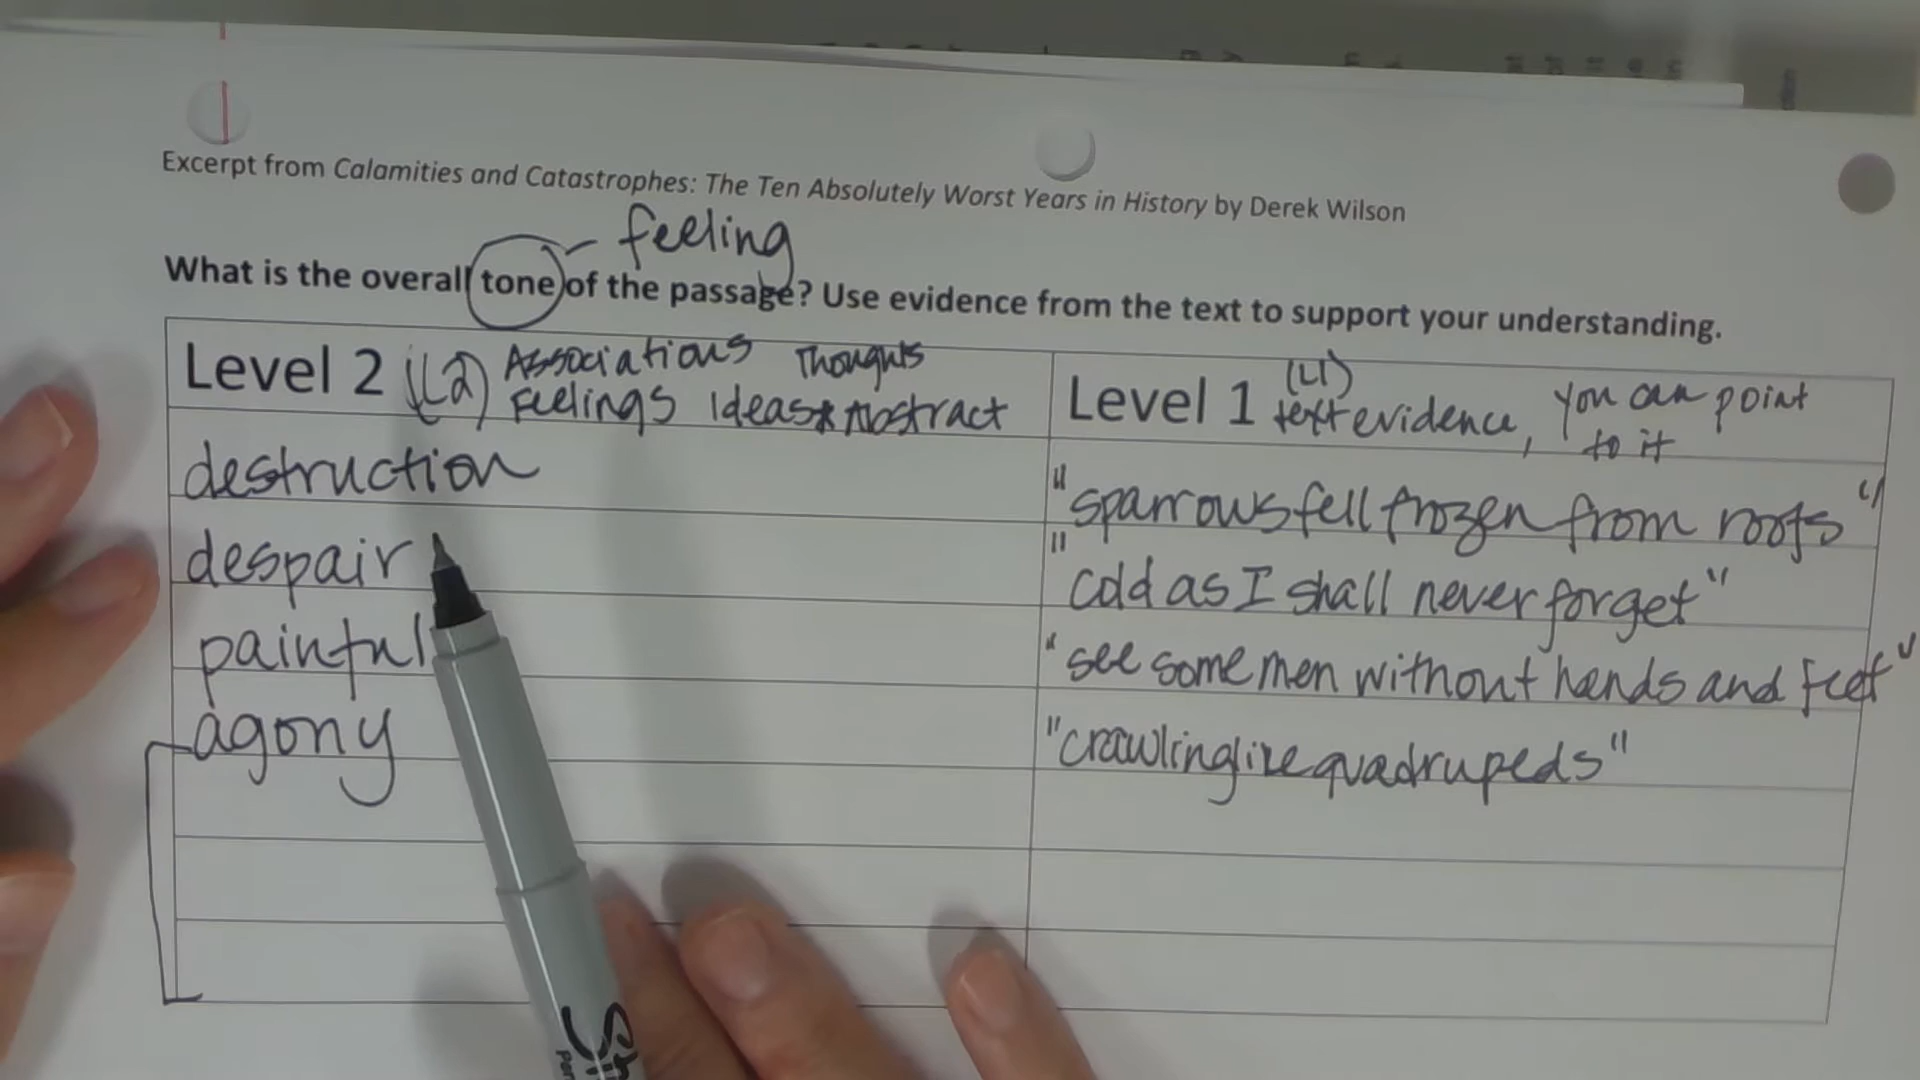 Excerpt from Calamities and Catastrophes: The Ten Absolutely Worst Years in History by Derek Wilson
feeling
What is the overall tone of the passage? Use evidence from the text to support your understanding.
Level 2 (L2) Associations Thoughts
Feelings Ideas * Abstract
Level 1 (L1) text evidence, you can point
to it
destruction
"sparrows fell frozen from roofs"
despair
"cold as I shall never forget"
painful
"see some men without hands and feet"
agony
"crawling like quadrupeds"